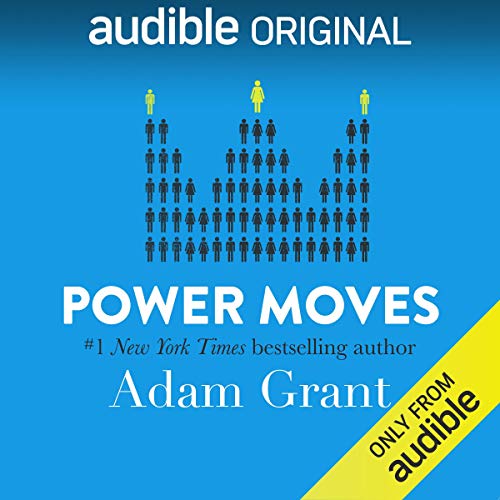 audible ORIGINAL
POWER MOVES
#1 New York Times bestselling author
Adam Grant
ONLY FROM
audible